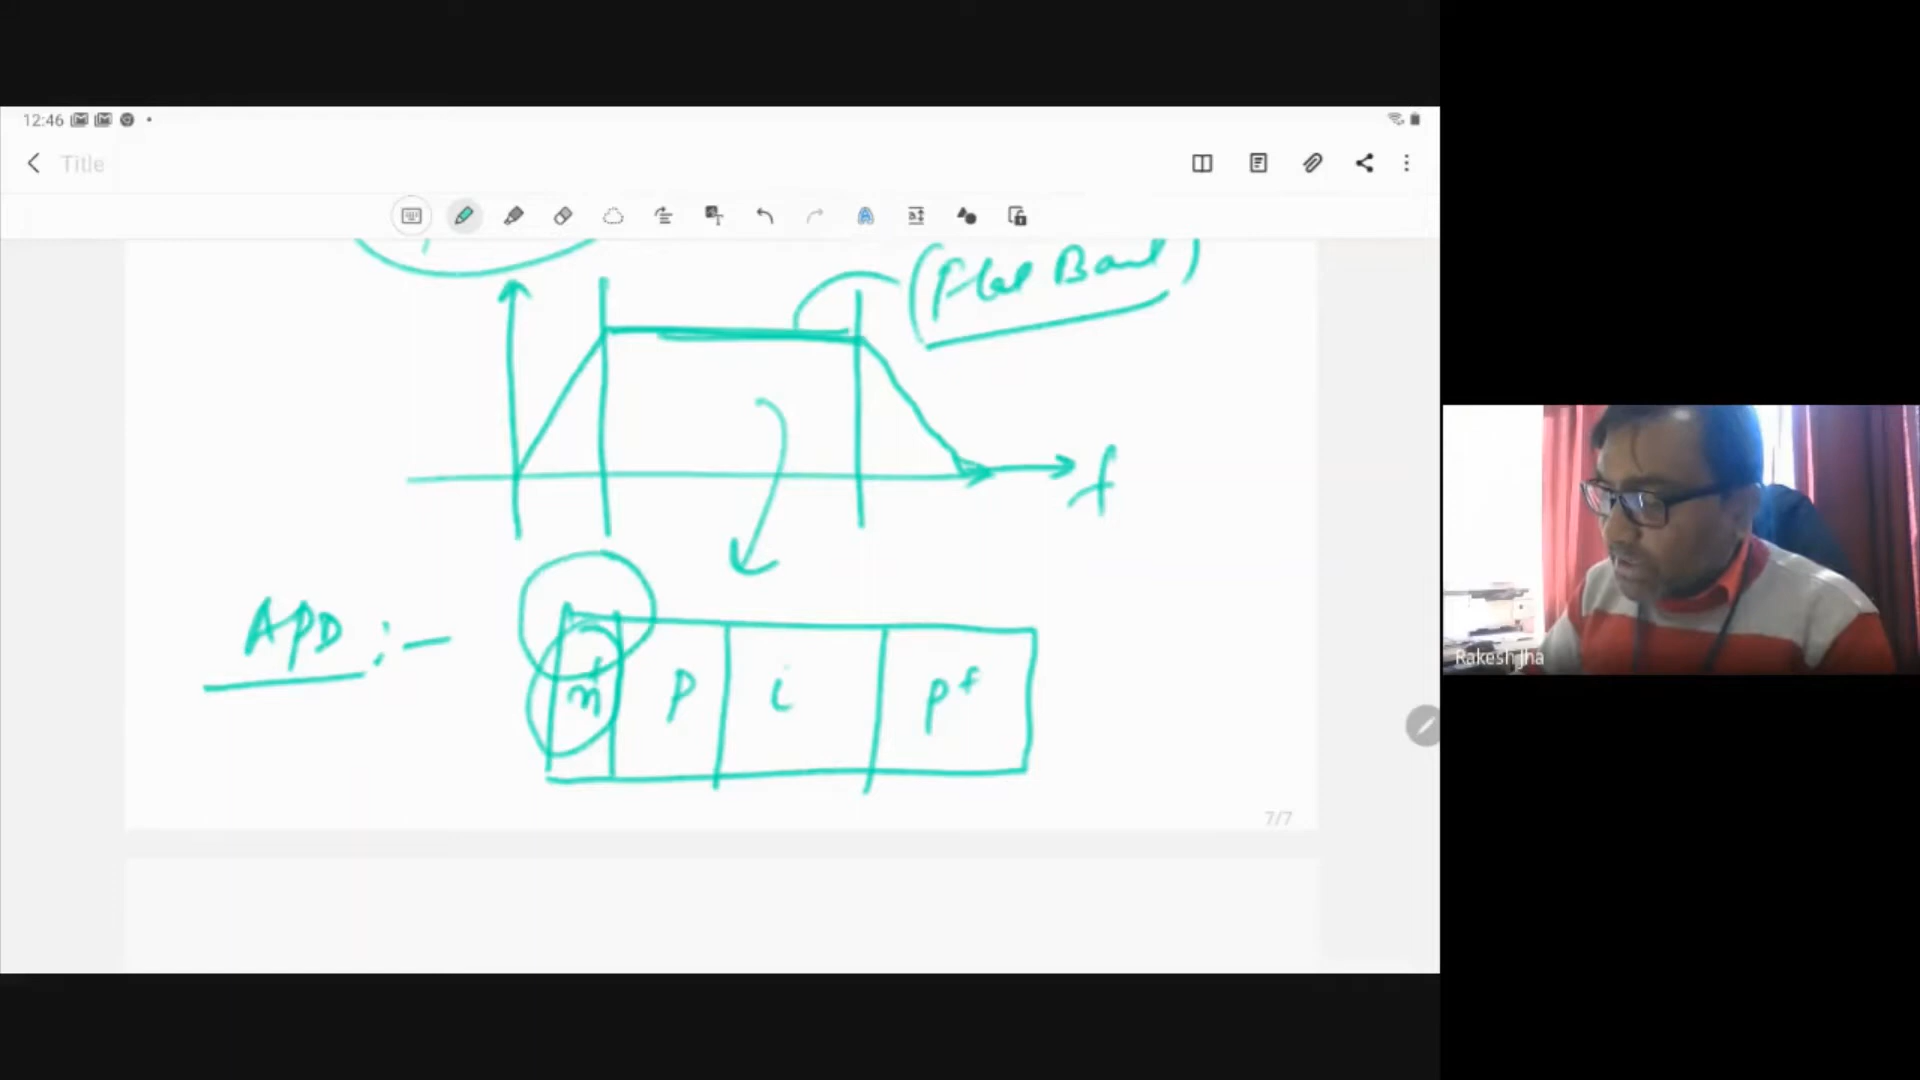 12:46
Title
(Flat Band)
f
APD :-
n+ p i p+
7/7
Rakesh Jha